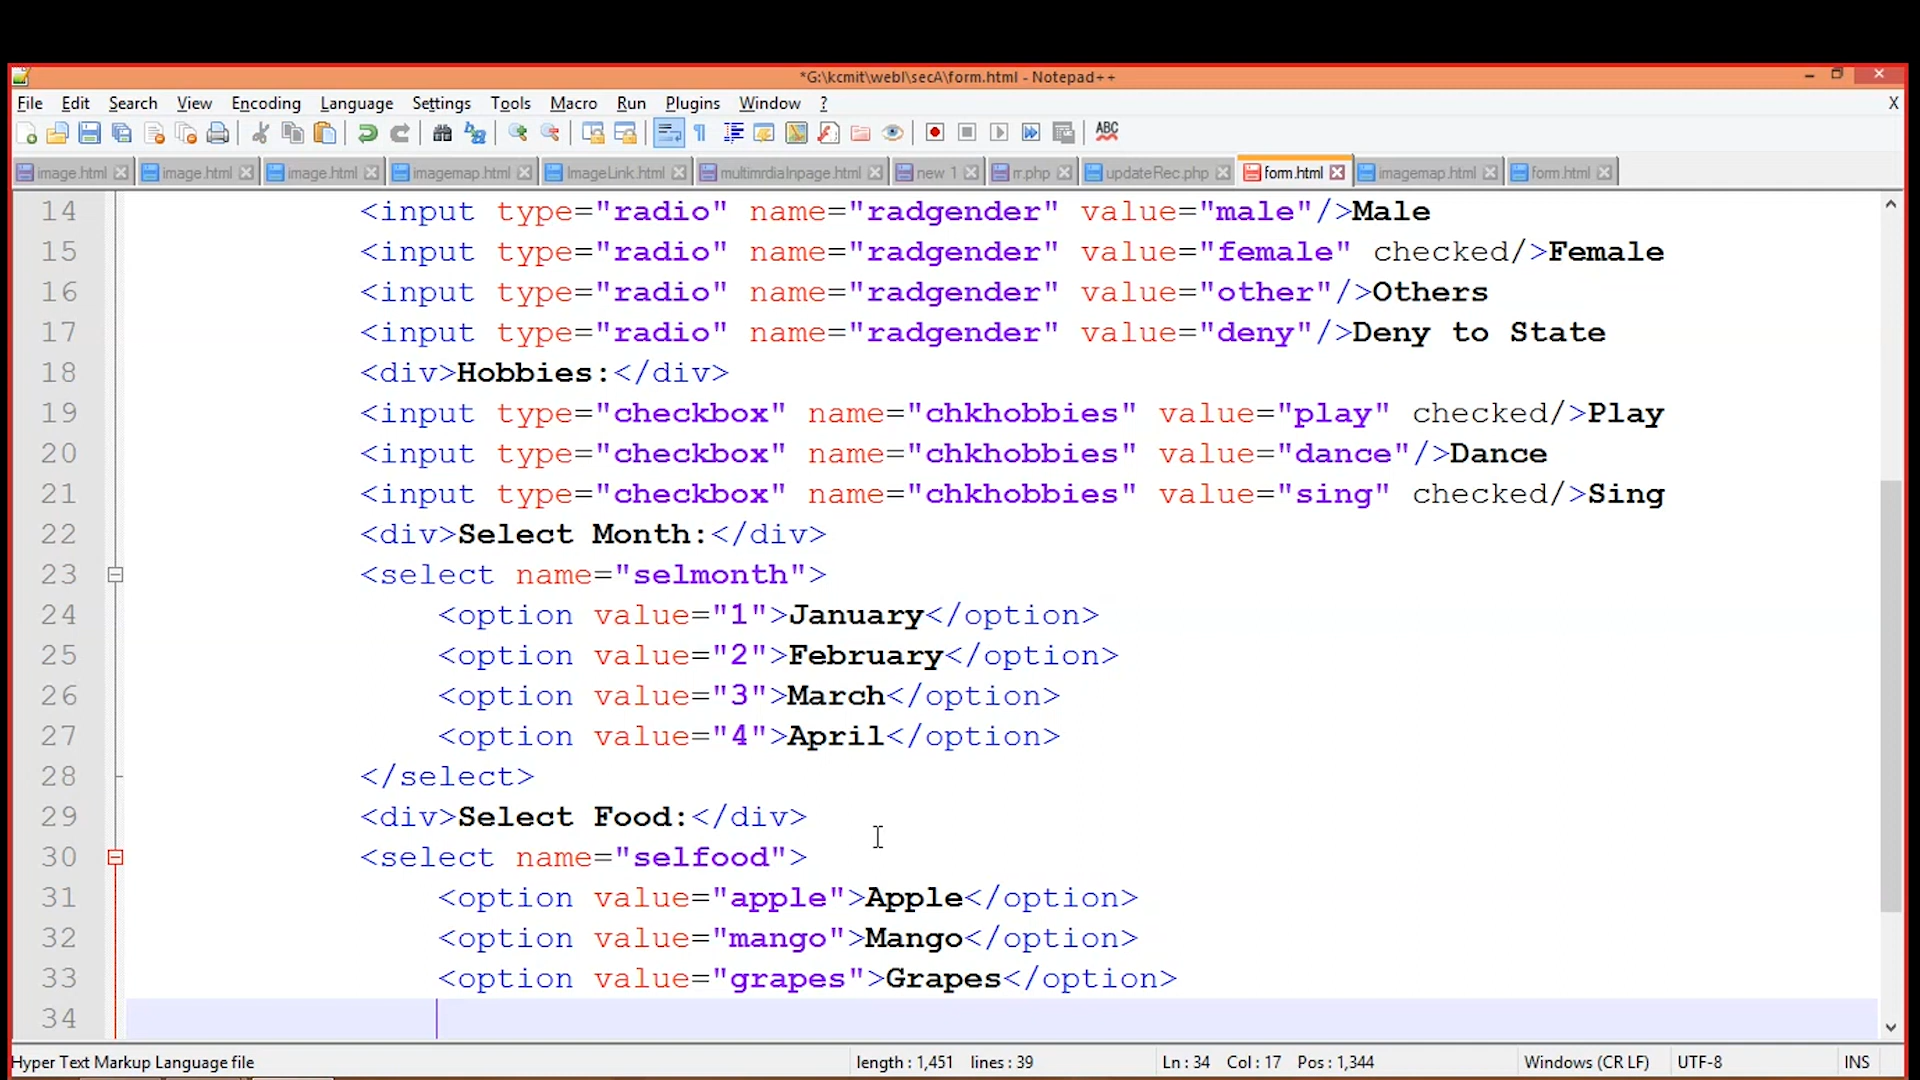 *G:\kcmit\webI\secA\form.html - Notepad++
File Edit Search View Encoding Language Settings Tools Macro Run Plugins Window ? X
ABC
image.html image.html image.html imagemap.html ImageLink.html multimrdiaInpage.html new 1 rr.php updateRec.php form.html imagemap.html form.html
14 <input type="radio" name="radgender" value="male"/>Male
15 <input type="radio" name="radgender" value="female" checked/>Female
16 <input type="radio" name="radgender" value="other"/>Others
17 <input type="radio" name="radgender" value="deny"/>Deny to State
18 <div>Hobbies:</div>
19 <input type="checkbox" name="chkhobbies" value="play" checked/>Play
20 <input type="checkbox" name="chkhobbies" value="dance"/>Dance
21 <input type="checkbox" name="chkhobbies" value="sing" checked/>Sing
22 <div>Select Month:</div>
23 <select name="selmonth">
24 <option value="1">January</option>
25 <option value="2">February</option>
26 <option value="3">March</option>
27 <option value="4">April</option>
28 </select>
29 <div>Select Food:</div>
30 <select name="selfood">
31 <option value="apple">Apple</option>
32 <option value="mango">Mango</option>
33 <option value="grapes">Grapes</option>
34
Hyper Text Markup Language file length : 1,451 lines : 39 Ln : 34 Col : 17 Pos : 1,344 Windows (CR LF) UTF-8 INS